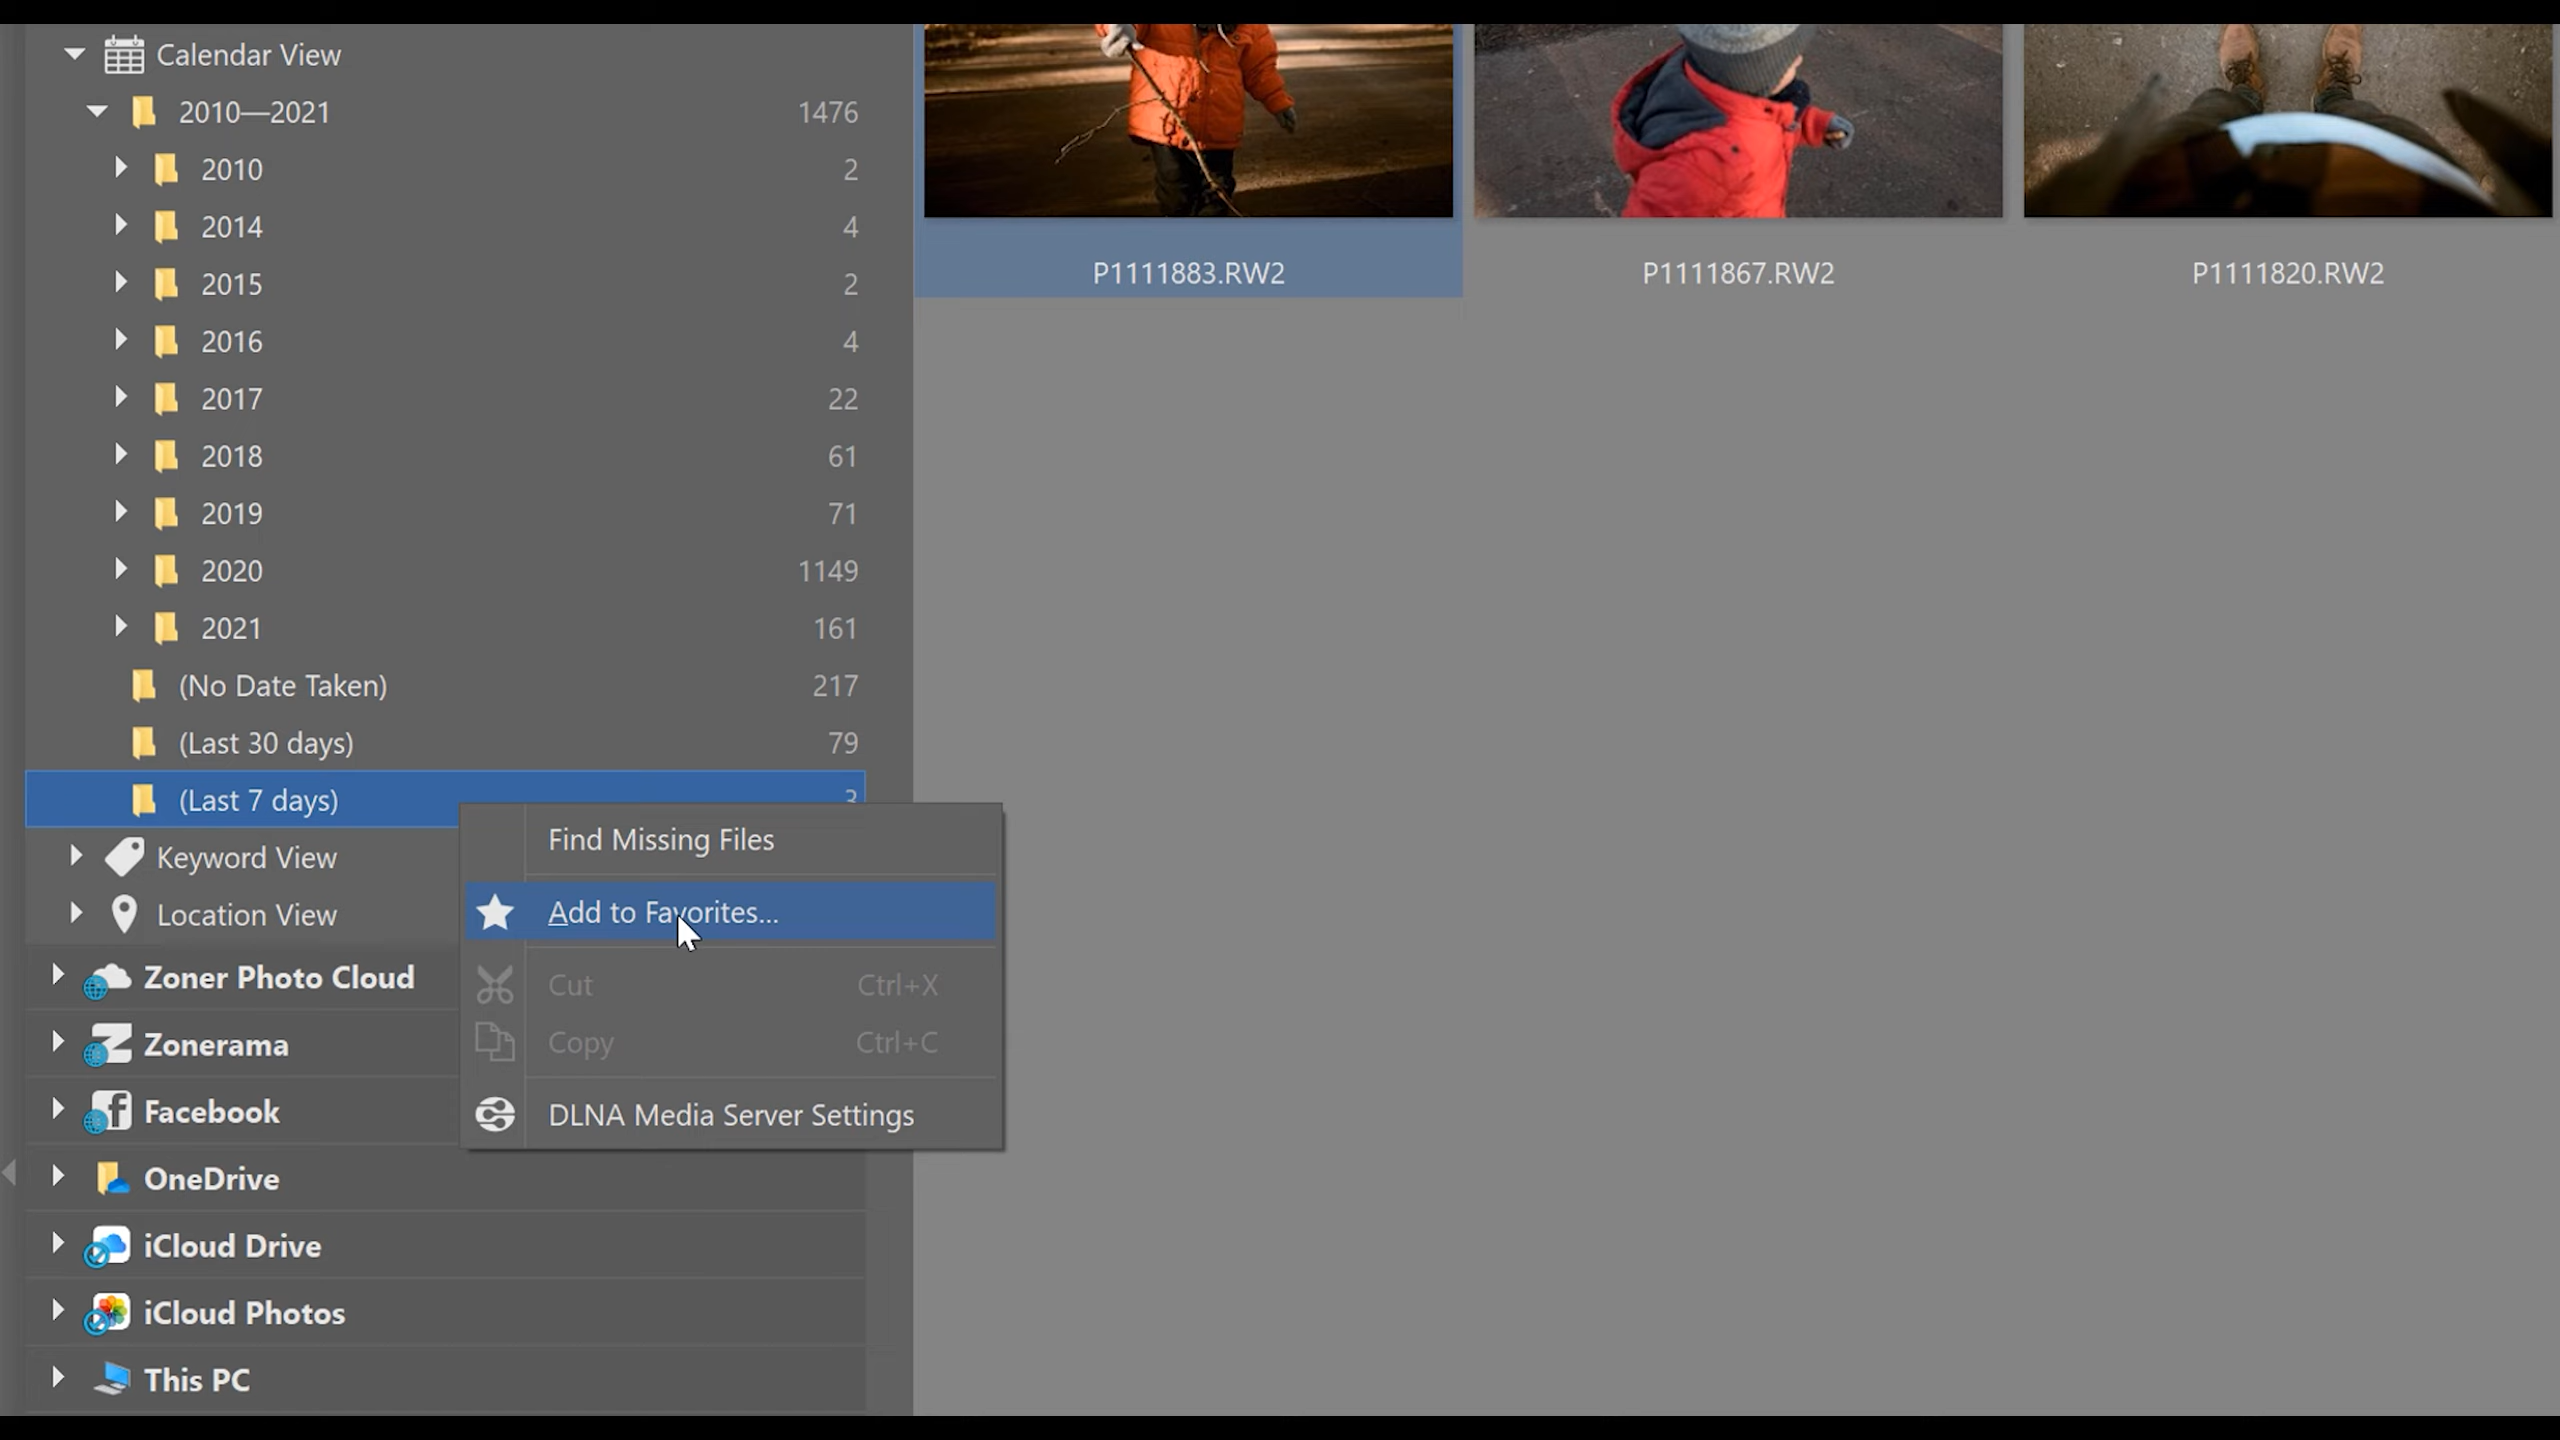 Calendar View
2010—2021 1476
2010 2
2014 4
2015 2
2016 4
2017 22
2018 61
2019 71
2020 1149
2021 161
(No Date Taken) 217
(Last 30 days) 79
(Last 7 days) 3
Keyword View
Location View
Zoner Photo Cloud
Zonerama
Facebook
OneDrive
iCloud Drive
iCloud Photos
This PC
Find Missing Files
Add to Favorites...
Cut Ctrl+X
Copy Ctrl+C
DLNA Media Server Settings
P1111883.RW2
P1111867.RW2
P1111820.RW2